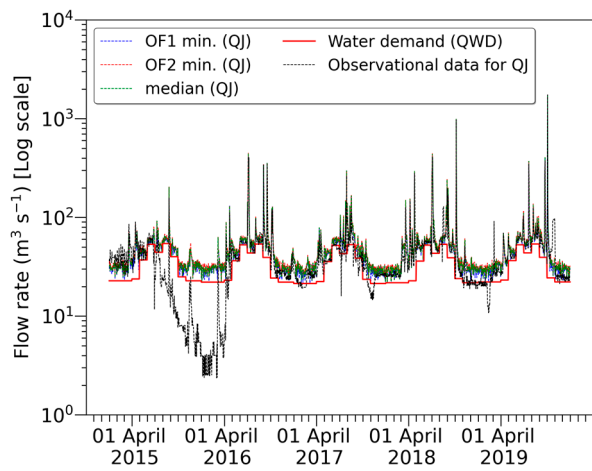 Flow rate (m³ s⁻¹) [Log scale]
10⁴
10³
10²
10¹
10⁰
OF1 min. (QJ)
OF2 min. (QJ)
median (QJ)
Water demand (QWD)
Observational data for QJ
01 April 2015
01 April 2016
01 April 2017
01 April 2018
01 April 2019